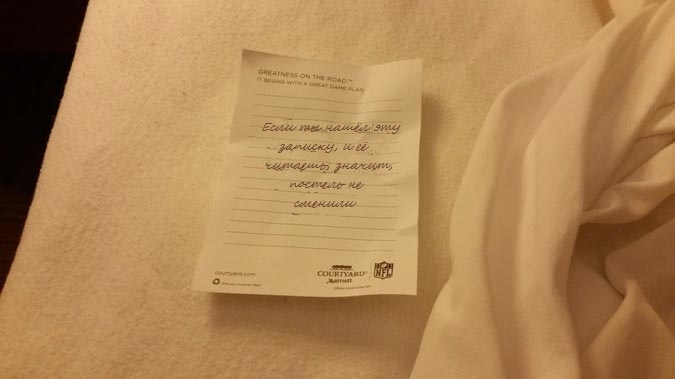 GREATNESS ON THE ROAD™
IT BEGINS WITH A GREAT GAME PLAN
Если ты нашёл эту
записку, и её
читаешь, значит,
постель не
сменили
courtyard.com
COURTYARD®
Marriott
NFL